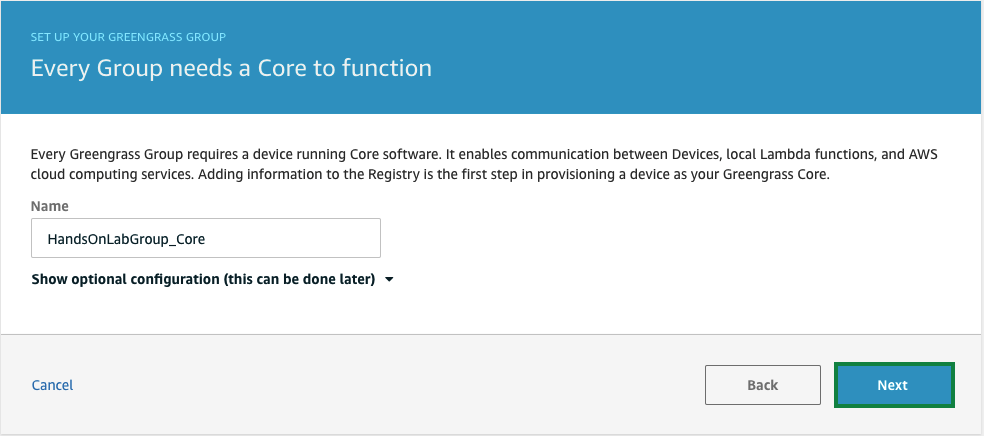 SET UP YOUR GREENGRASS GROUP
Every Group needs a Core to function
Every Greengrass Group requires a device running Core software. It enables communication between Devices, local Lambda functions, and AWS
cloud computing services. Adding information to the Registry is the first step in provisioning a device as your Greengrass Core.
Name
HandsOnLabGroup_Core
Show optional configuration (this can be done later)
Cancel
Back
Next